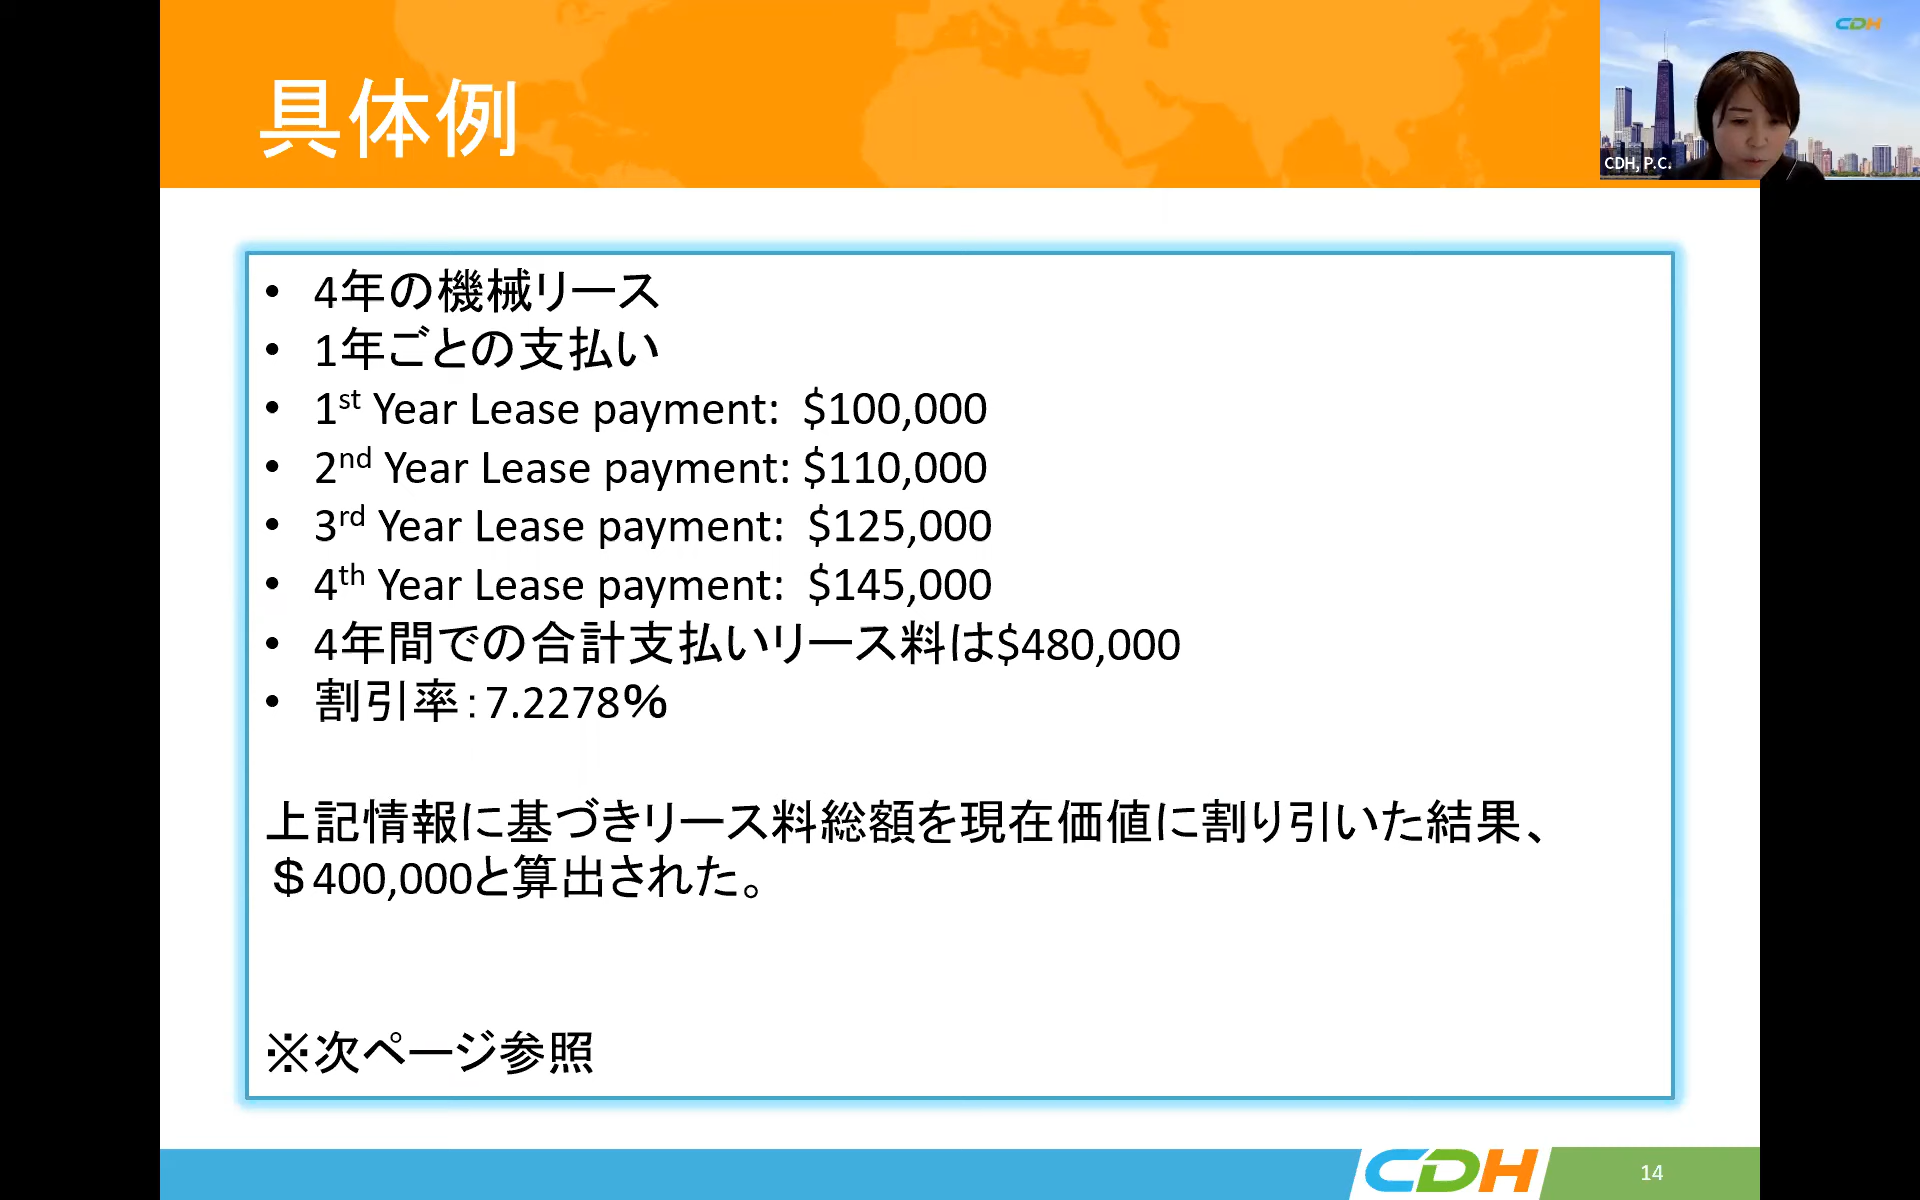 具体例
CDH
CDH, P.C.
• 4年の機械リース
• 1年ごとの支払い
• 1st Year Lease payment: $100,000
• 2nd Year Lease payment: $110,000
• 3rd Year Lease payment: $125,000
• 4th Year Lease payment: $145,000
• 4年間での合計支払いリース料は$480,000
• 割引率：7.2278％
上記情報に基づきリース料総額を現在価値に割り引いた結果、
＄400,000と算出された。
※次ページ参照
CDH
14